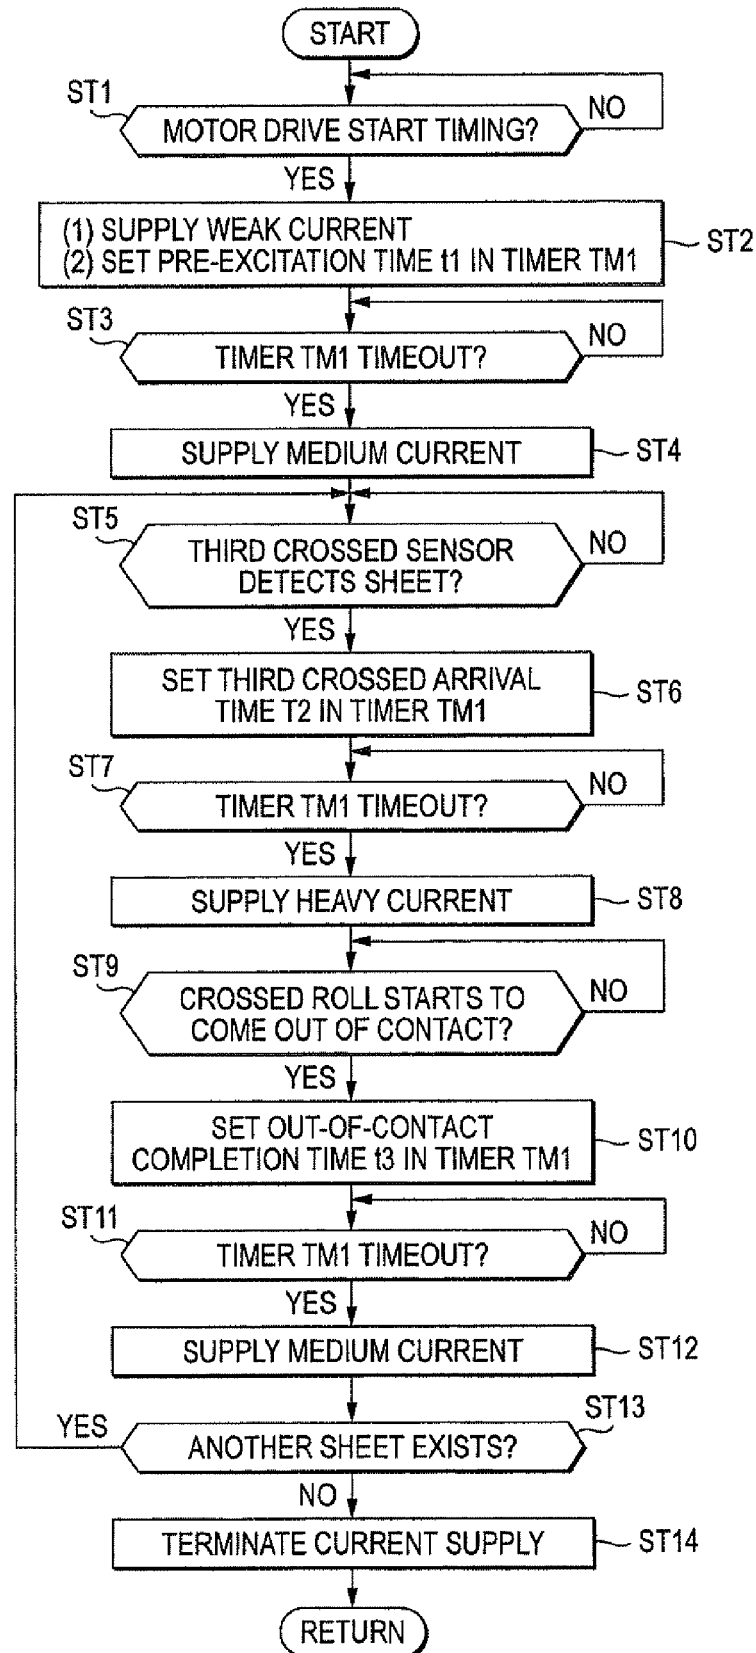 START
ST1
MOTOR DRIVE START TIMING?
NO
YES
(1) SUPPLY WEAK CURRENT
(2) SET PRE-EXCITATION TIME t1 IN TIMER TM1
ST2
ST3
TIMER TM1 TIMEOUT?
NO
YES
SUPPLY MEDIUM CURRENT
ST4
ST5
THIRD CROSSED SENSOR
DETECTS SHEET?
NO
YES
SET THIRD CROSSED ARRIVAL
TIME T2 IN TIMER TM1
ST6
ST7
TIMER TM1 TIMEOUT?
NO
YES
SUPPLY HEAVY CURRENT
ST8
ST9
CROSSED ROLL STARTS TO
COME OUT OF CONTACT?
NO
YES
SET OUT-OF-CONTACT
COMPLETION TIME t3 IN TIMER TM1
ST10
ST11
TIMER TM1 TIMEOUT?
NO
YES
SUPPLY MEDIUM CURRENT
ST12
ST13
YES
ANOTHER SHEET EXISTS?
NO
TERMINATE CURRENT SUPPLY
ST14
RETURN